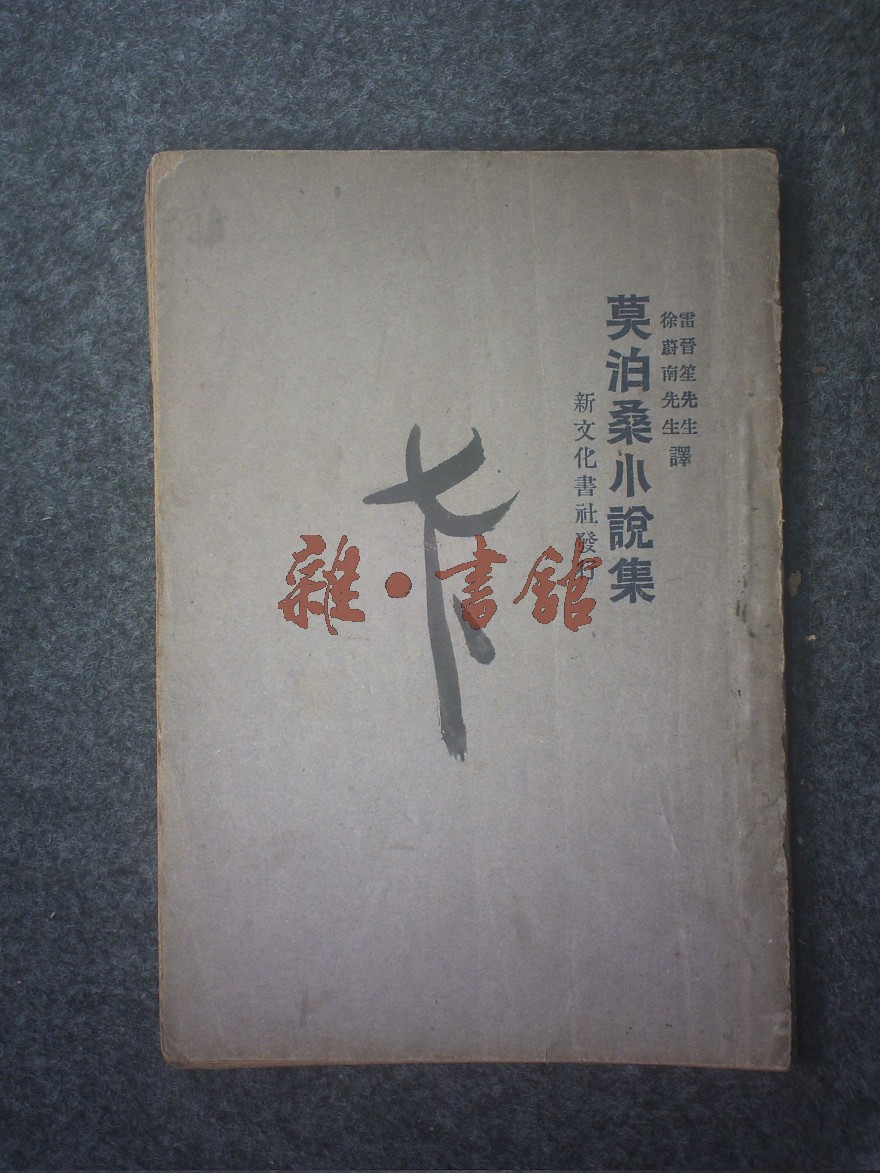 雷晉笙先生
徐蔚南先生譯
莫泊桑小說集
新文化書社發行
雜·書館